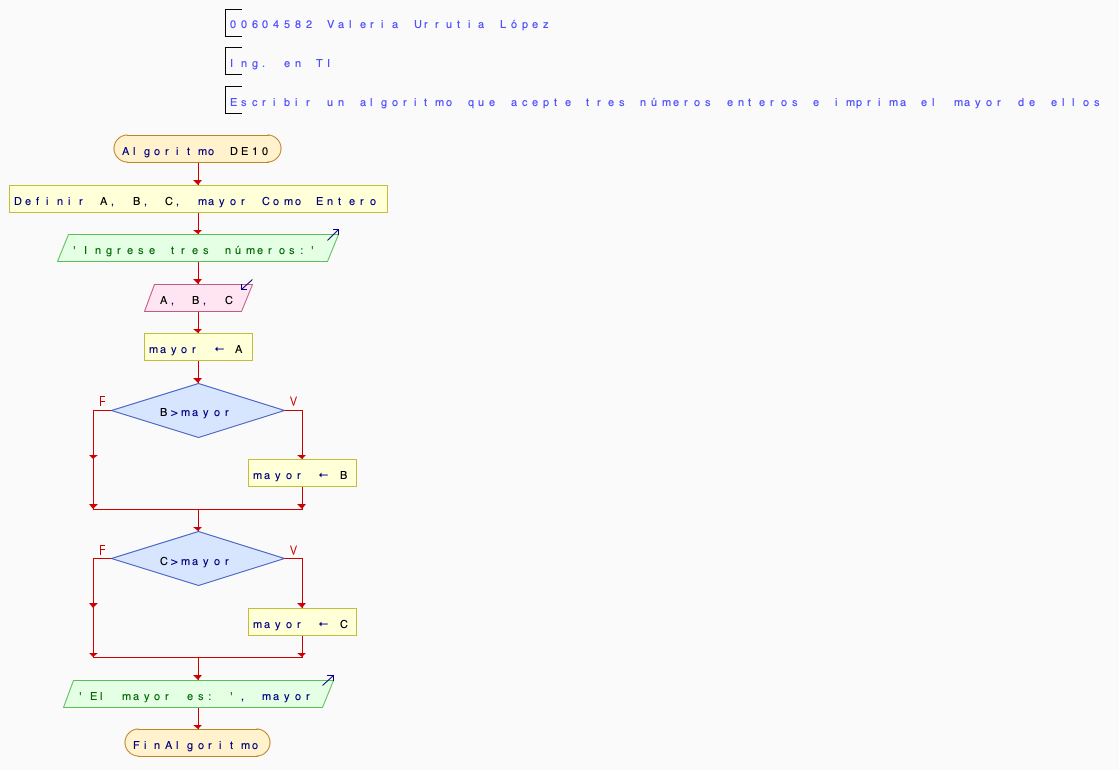 00604582 Valeria Urrutia López
Ing. en TI
Escribir un algoritmo que acepte tres números enteros e imprima el mayor de ellos
Algoritmo DE10
Definir A, B, C, mayor Como Entero
'Ingrese tres números:'
A, B, C
mayor ← A
F
V
B>mayor
mayor ← B
F
V
C>mayor
mayor ← C
'El mayor es: ', mayor
FinAlgoritmo